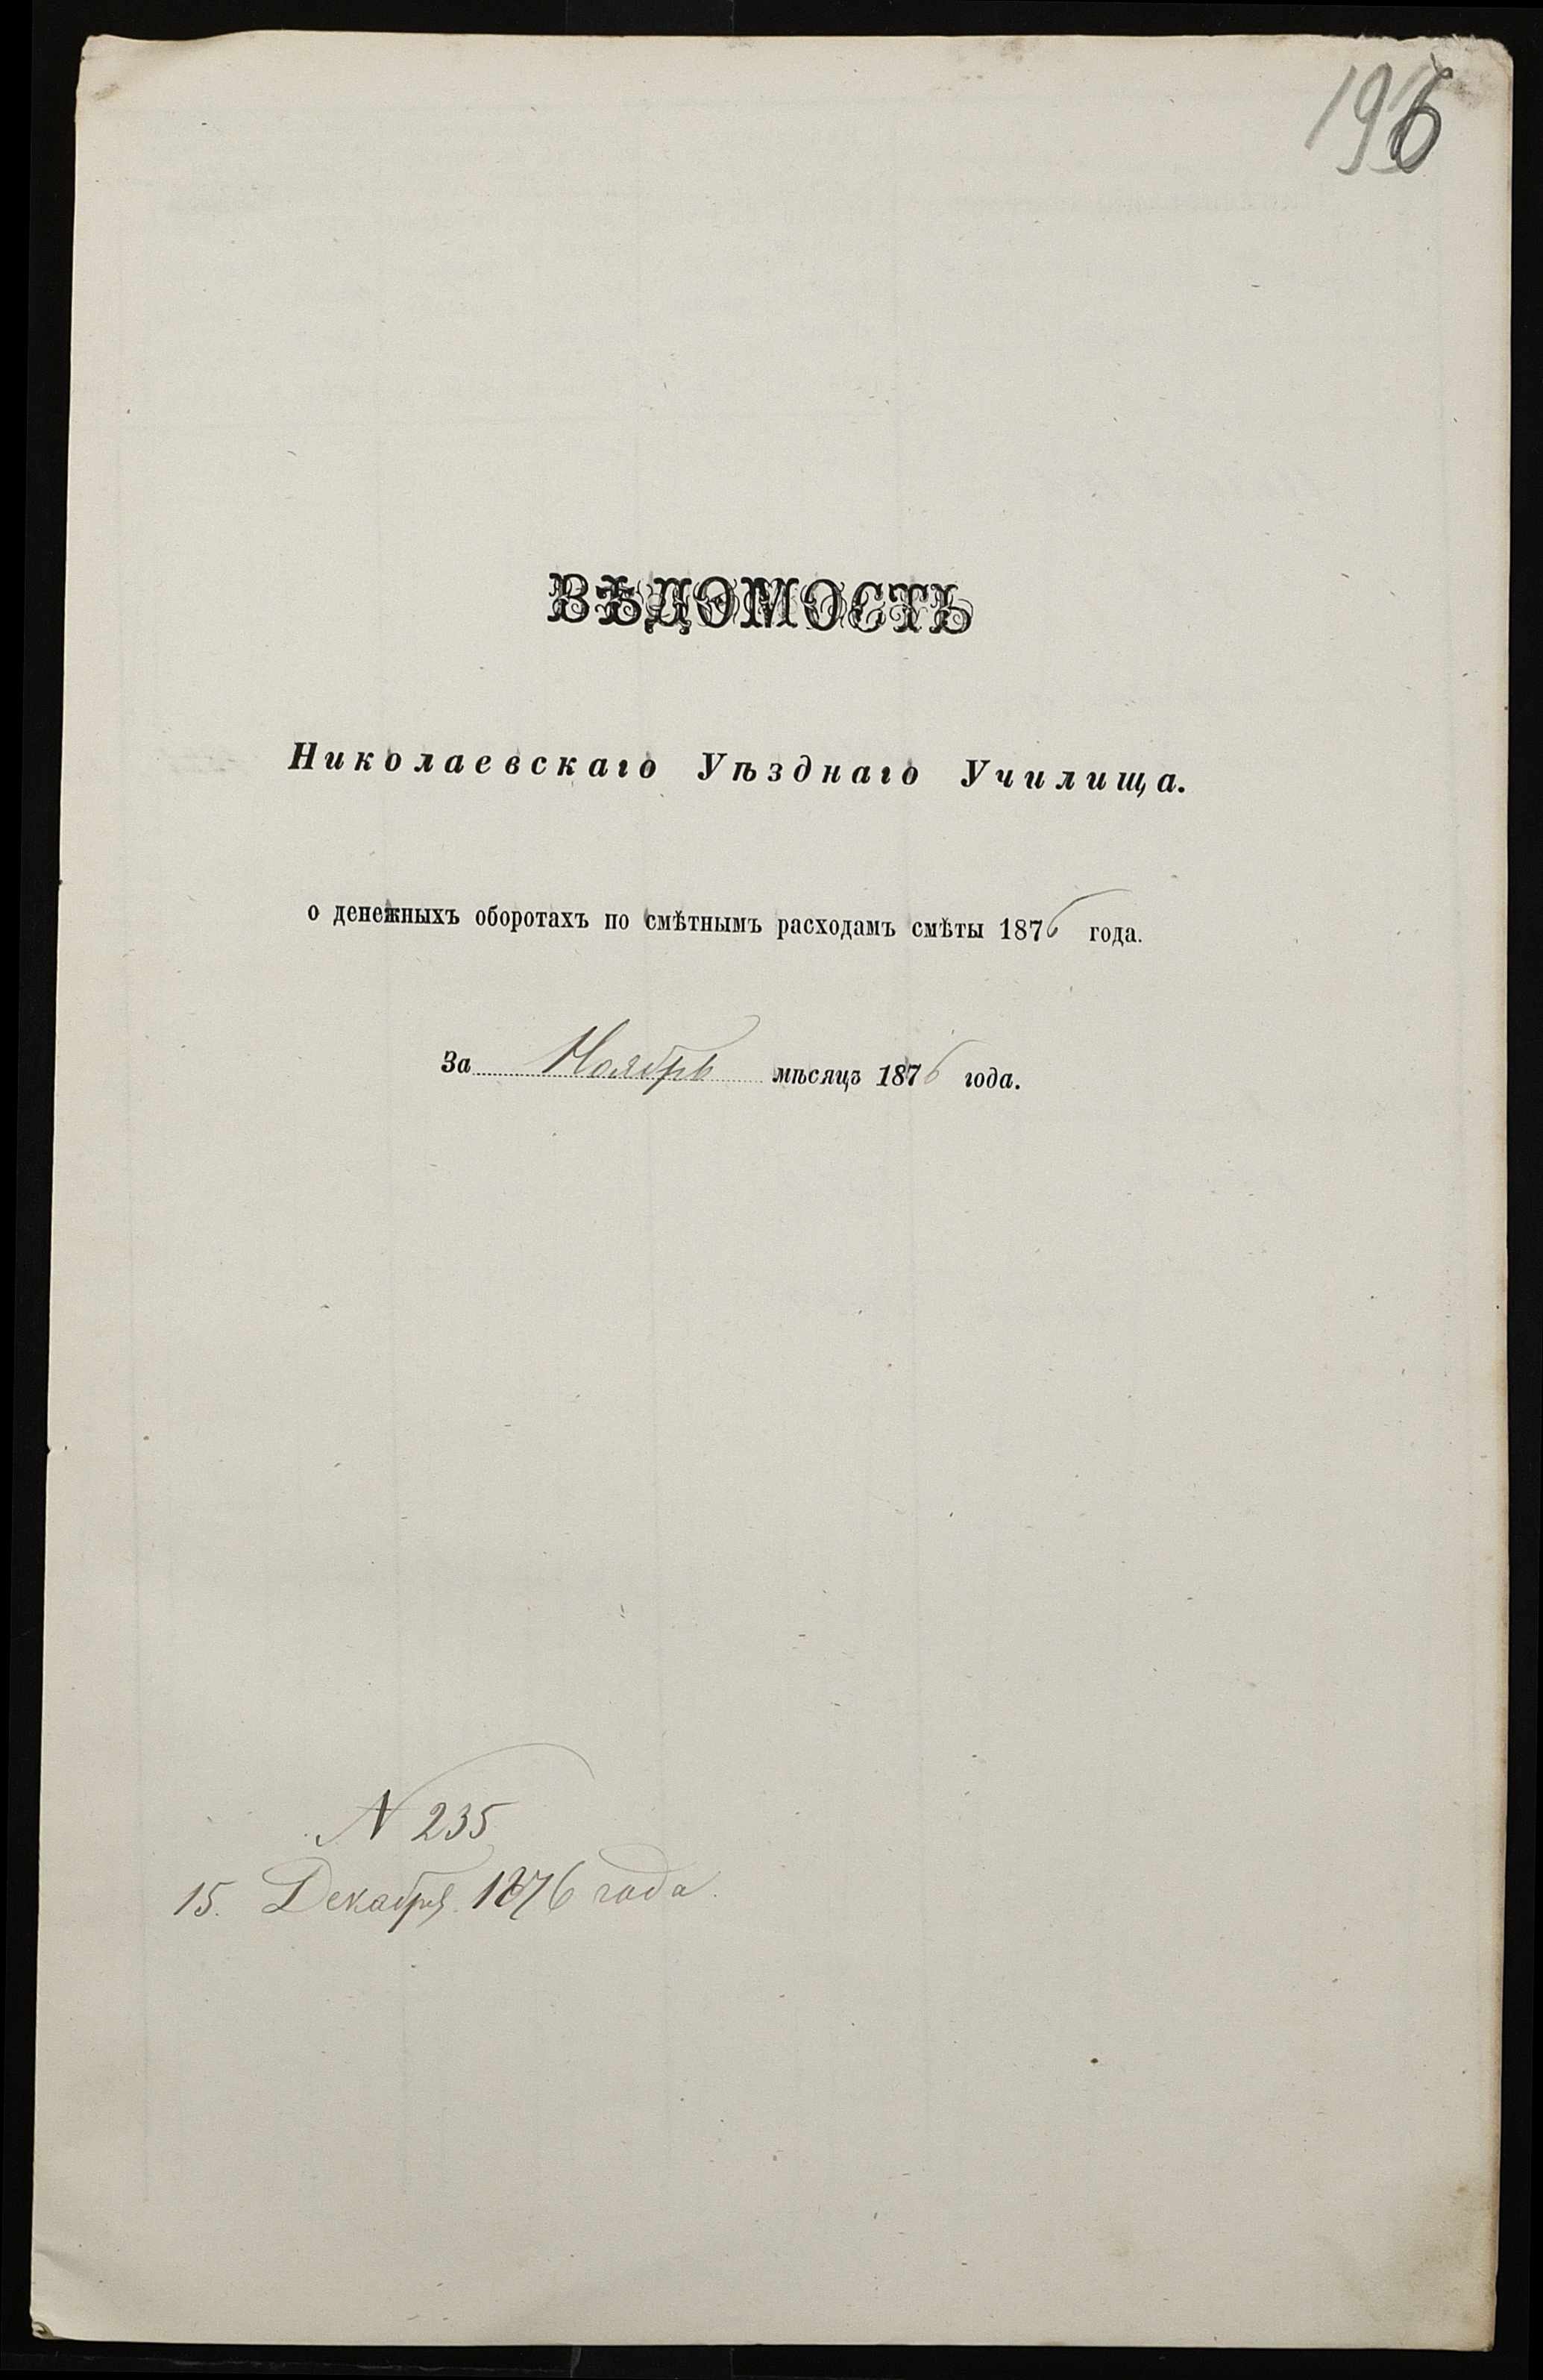 196
ВѢДОМОСТЬ
Николаевскаго Уѣзднаго Училища.
о денежныхъ оборотахъ по смѣтнымъ расходамъ смѣты 1876 года.
За Ноябрь мѣсяцъ 1876 года.
N 235
15. Декабря 1876 года.